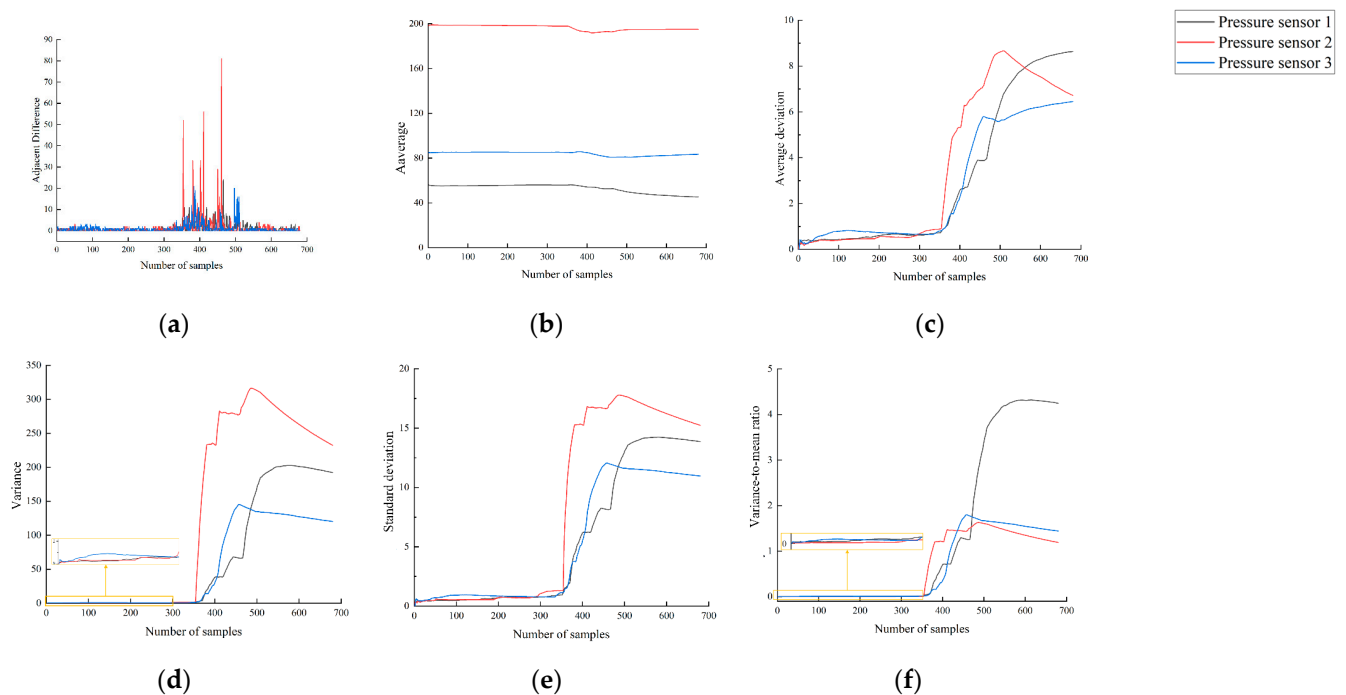 Pressure sensor 1
Pressure sensor 2
Pressure sensor 3
Adjacent Difference
90
80
70
60
50
40
30
20
10
0
0 100 200 300 400 500 600 700
Number of samples
(a)
Aaverage
200
160
120
80
40
0
0 100 200 300 400 500 600 700
Number of samples
(b)
Average deviation
10
8
6
4
2
0
0 100 200 300 400 500 600 700
Number of samples
(c)
Variance
350
300
250
200
150
100
50
0 100 200 300 400 500 600 700
Number of samples
(d)
Standard deviation
20
15
10
5
0
0 100 200 300 400 500 600 700
Number of samples
(e)
Variance-to-mean ratio
5
4
3
2
1
0
0
0 100 200 300 400 500 600 700
Number of samples
(f)